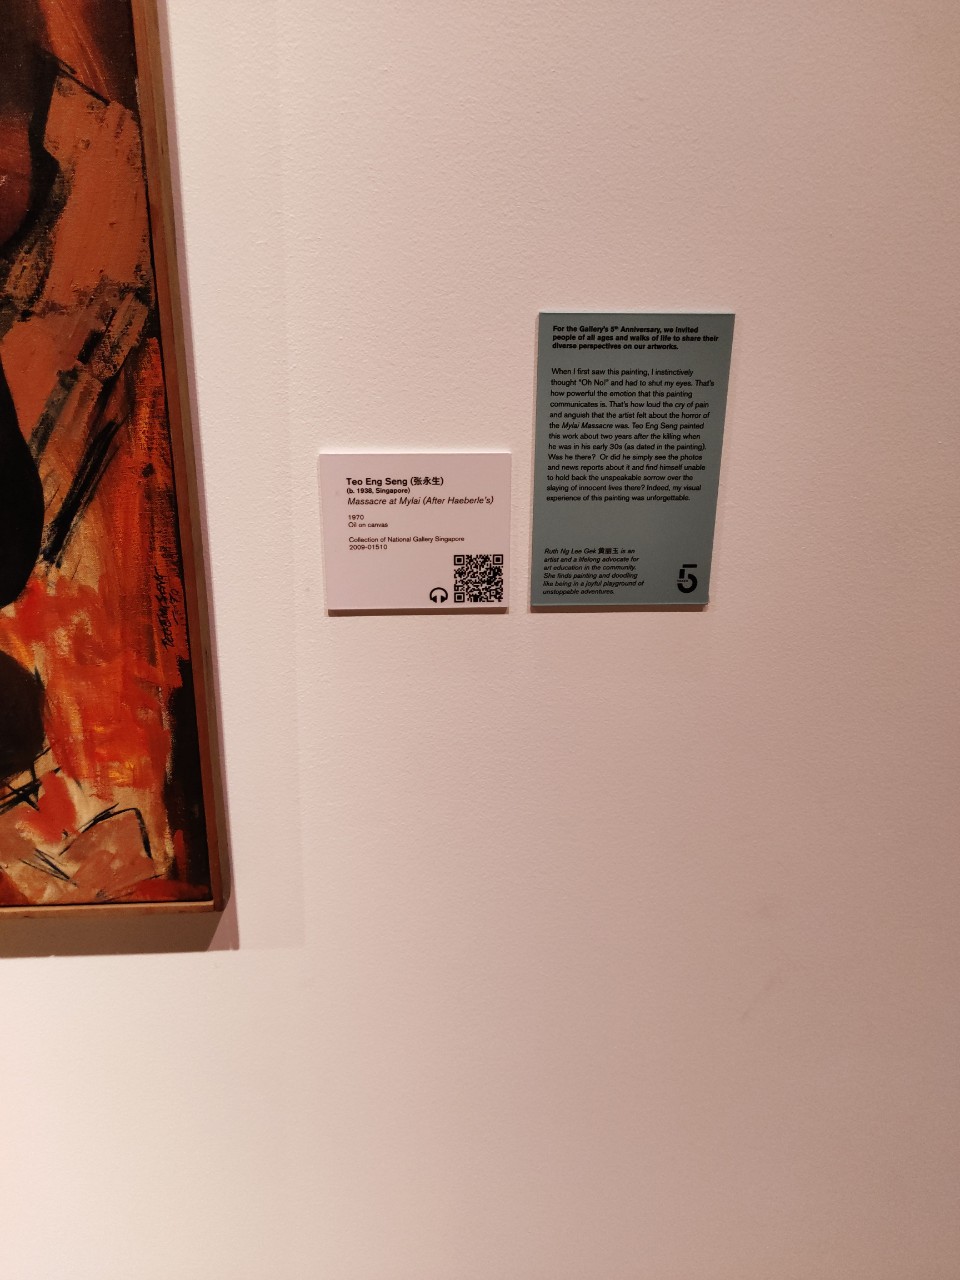 Teo Eng Seng (张永生)
(b. 1938, Singapore)
Massacre at Mylai (After Haeberle's)
1970
Oil on canvas
Collection of National Gallery Singapore
2009-01510
For the Gallery's 5th Anniversary, we invited
people of all ages and walks of life to share their
diverse perspectives on our artworks.
When I first saw this painting, I instinctively
thought "Oh No!" and had to shut my eyes. That's
how powerful the emotion that this painting
communicates is. That's how loud the cry of pain
and anguish that the artist felt about the horror of
the Mylai Massacre was. Teo Eng Seng painted
this work about two years after the killing when
he was in his early 30s (as dated in the painting).
Was he there? Or did he simply see the photos
and news reports about it and find himself unable
to hold back the unspeakable sorrow over the
slaying of innocent lives there? Indeed, my visual
experience of this painting was unforgettable.
Ruth Ng Lee Gek 黄丽玉 is an
artist and a lifelong advocate for
art education in the community.
She finds painting and doodling
like being in a joyful playground of
unstoppable adventures.
5